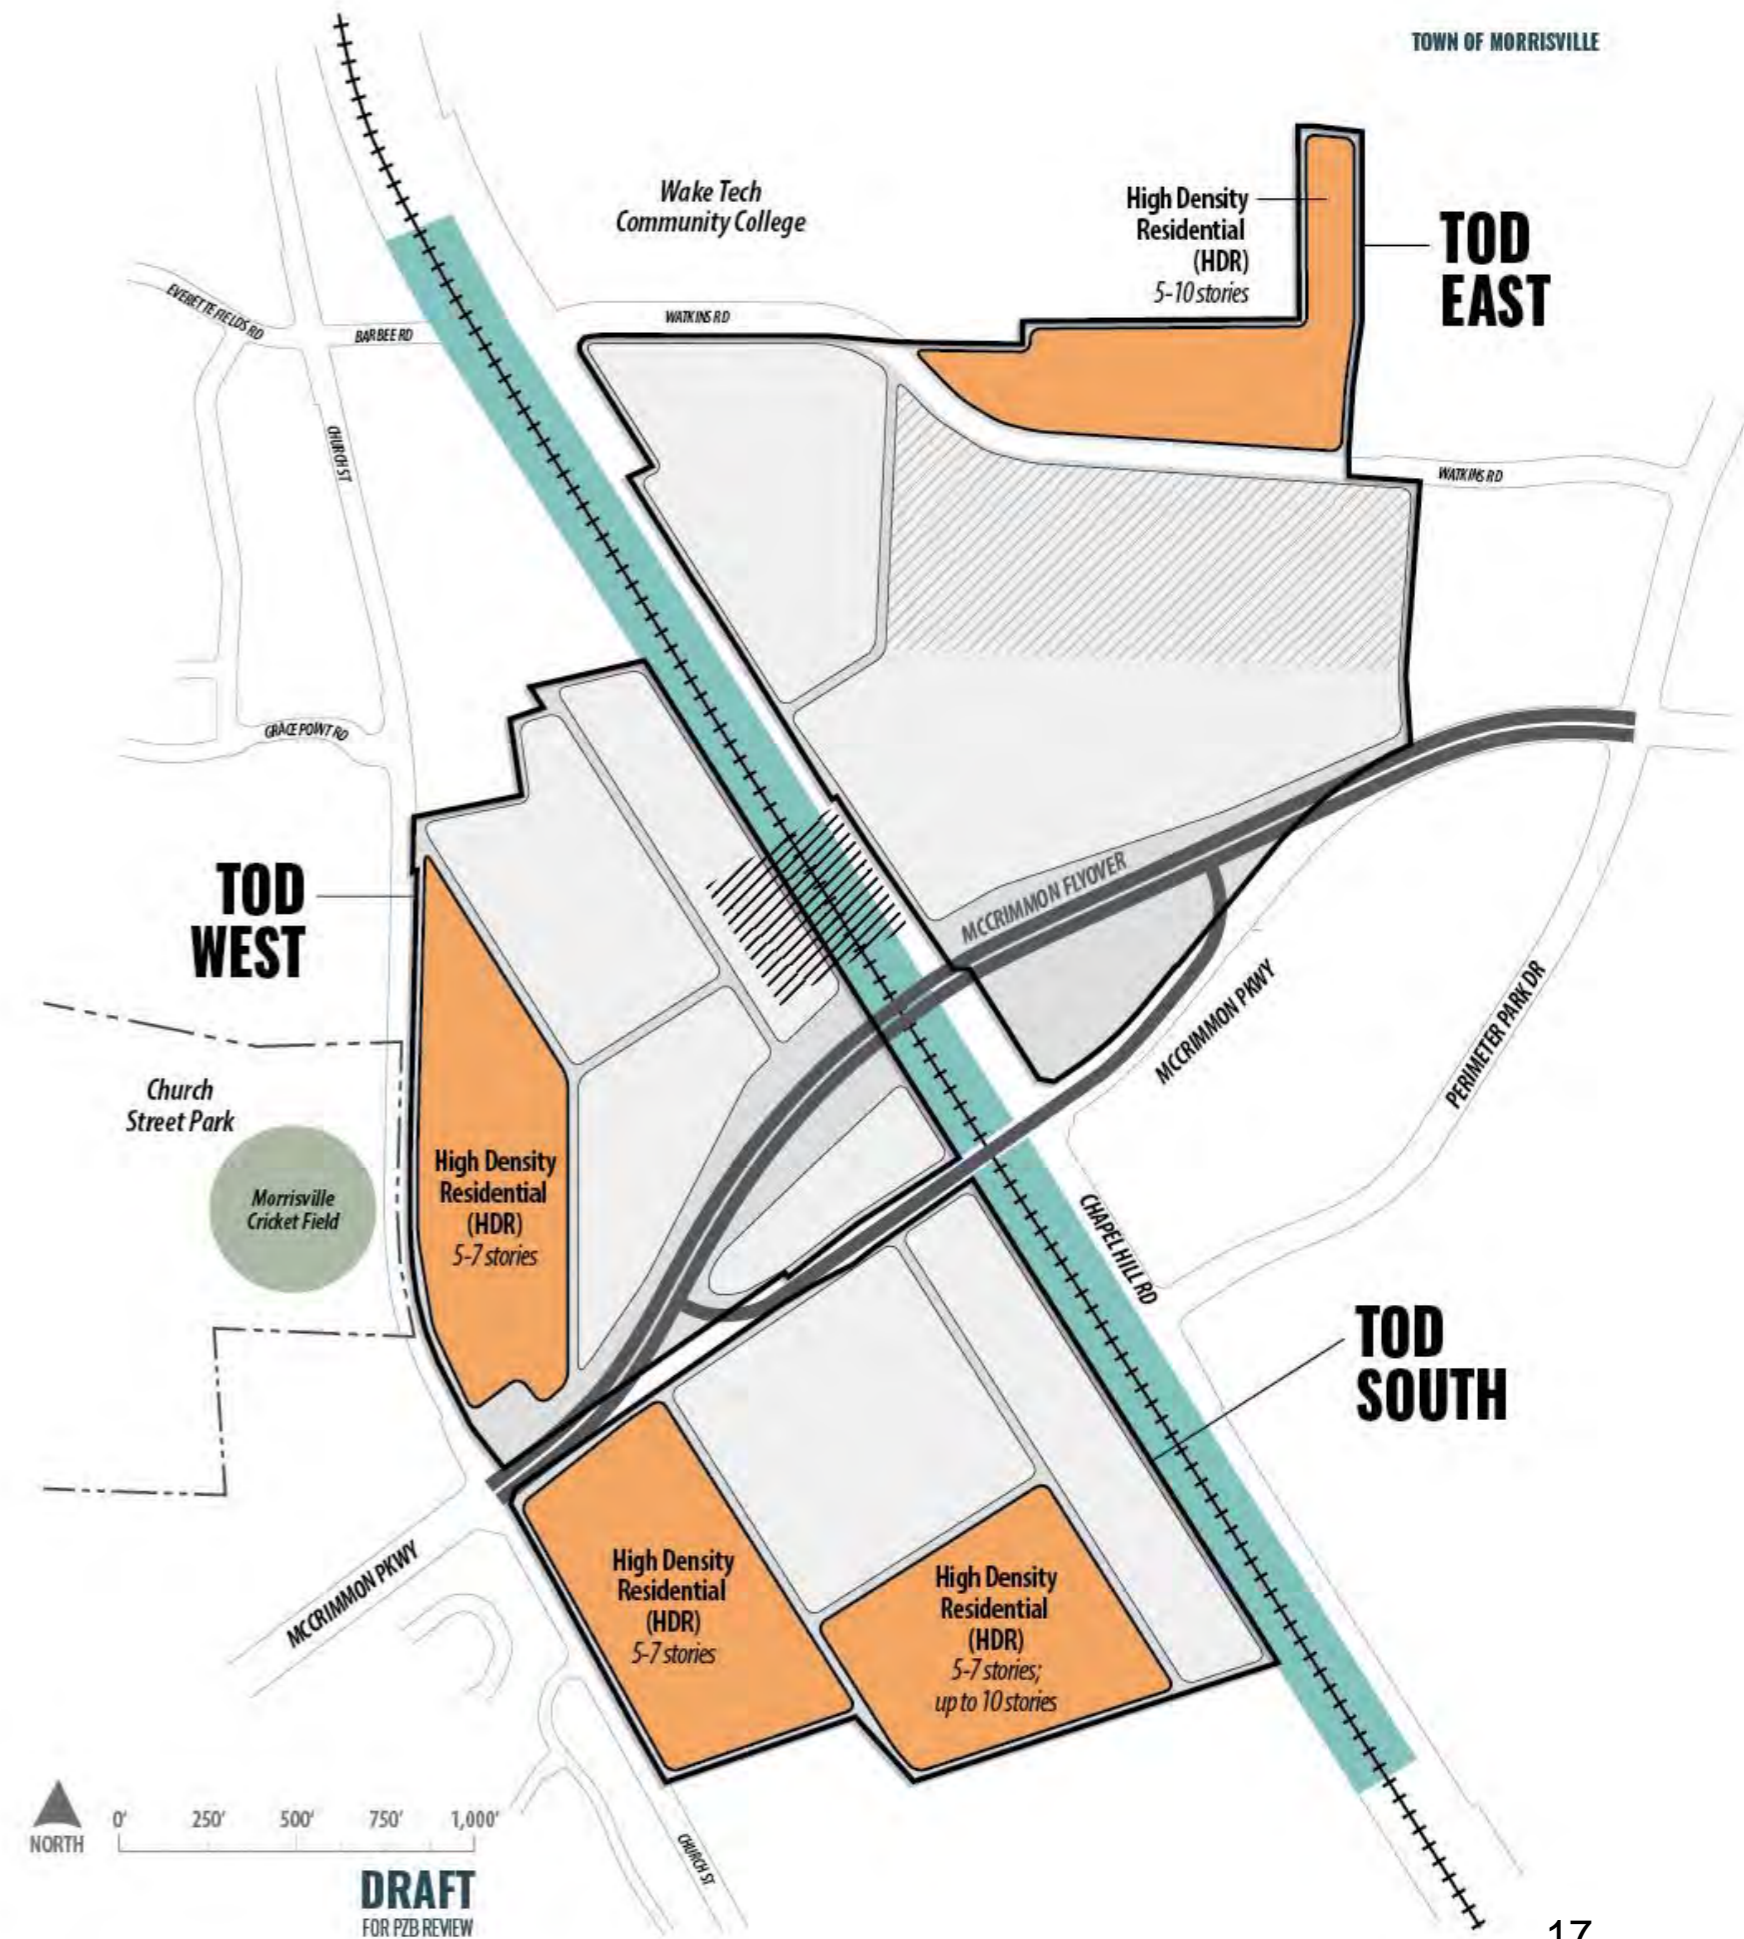 TOWN OF MORRISVILLE
Wake Tech
Community College
High Density
Residential
(HDR)
5-10 stories
TOD
EAST
EVERETTE FIELDS RD
BARBEE RD
WATKINS RD
CHURCH ST
WATKINS RD
GRACE POINT RD
TOD
WEST
MCCRIMMON FLYOVER
MCCRIMMON PKWY
PERIMETER PARK DR
Church
Street Park
Morrisville
Cricket Field
High Density
Residential
(HDR)
5-7 stories
CHAPEL HILL RD
TOD
SOUTH
MCCRIMMON PKWY
High Density
Residential
(HDR)
5-7 stories
High Density
Residential
(HDR)
5-7 stories;
up to 10 stories
NORTH
0' 250' 500' 750' 1,000'
CHURCH ST
DRAFT
FOR PZB REVIEW
17